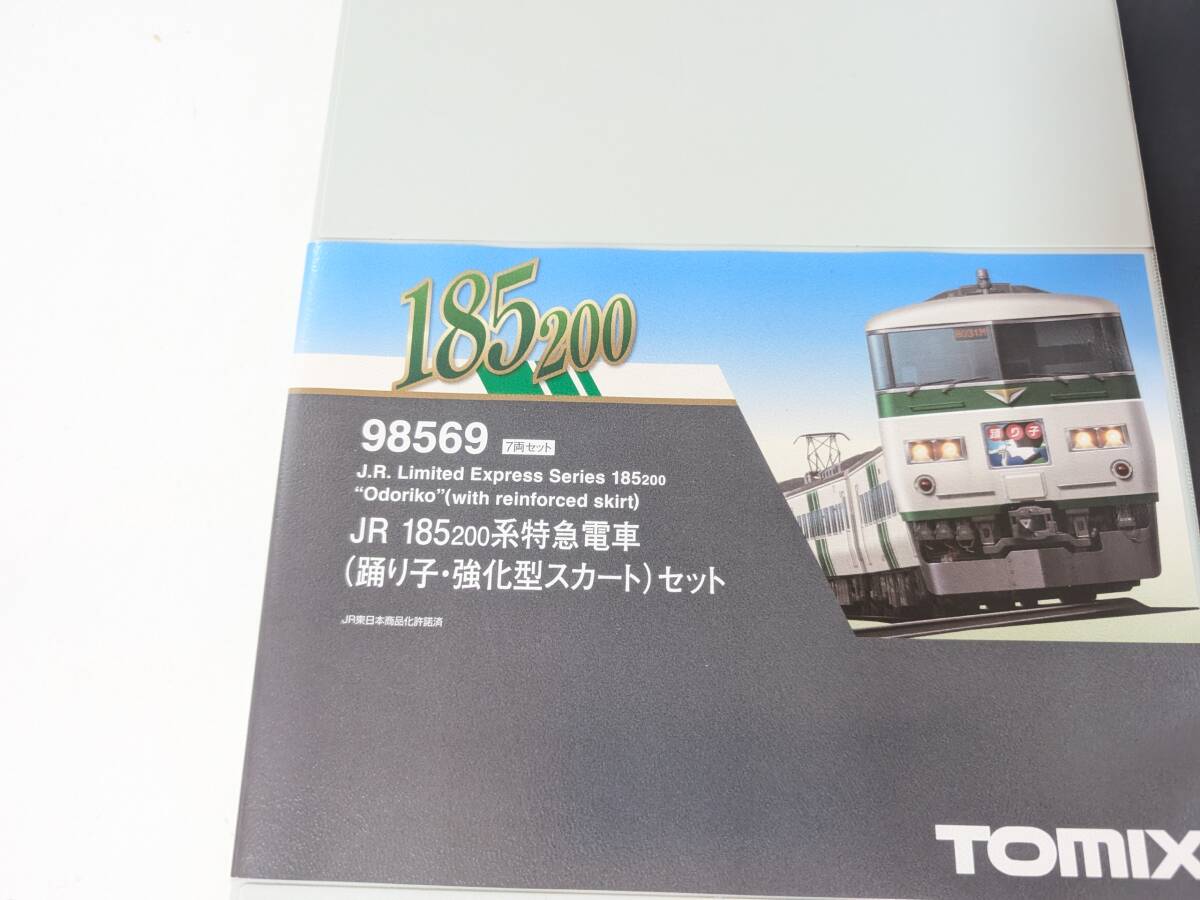 185 200
98569 7両セット
J.R. Limited Express Series 185200
"Odoriko"(with reinforced skirt)
JR 185200系特急電車
(踊り子・強化型スカート)セット
JR東日本商品化許諾済
踊り子
TOMIX